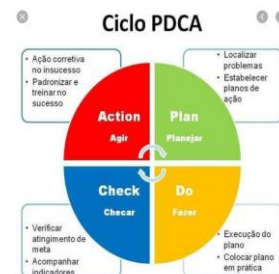 Ciclo PDCA
• Ação corretiva
no insucesso
• Padronizar e
treinar no
sucesso
• Localizar
problemas
• Estabelecer
planos de
ação
Action
Agir
Plan
Planejar
Check
Checar
Do
Fazer
• Verificar
atingimento de
meta
• Acompanhar
indicadores
• Execução do
plano
• Colocar plano
em prática